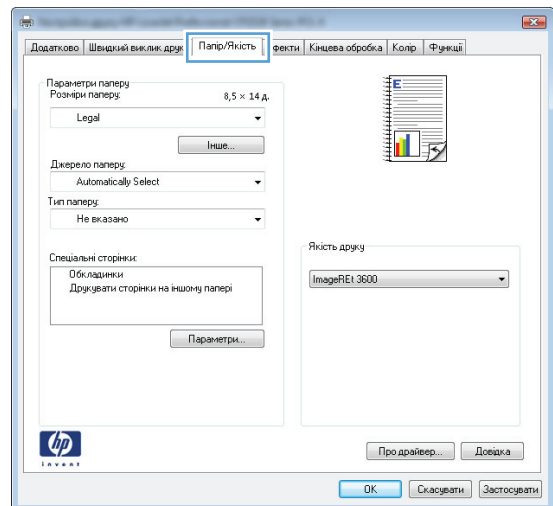 Додатково Швидкий виклик друк Папір/Якість фекти Кінцева обробка Колір Функції
Параметри паперу
Розміри паперу: 8,5 × 14 д.
Legal
Інше...
Джерело паперу:
Automatically Select
Тип паперу:
Не вказано
Спеціальні сторінки:
Обкладинки
Друкувати сторінки на іншому папері
Параметри...
E
Якість друку
ImageREt 3600
hp
invent
Про драйвер... Довідка
OK Скасувати Застосувати